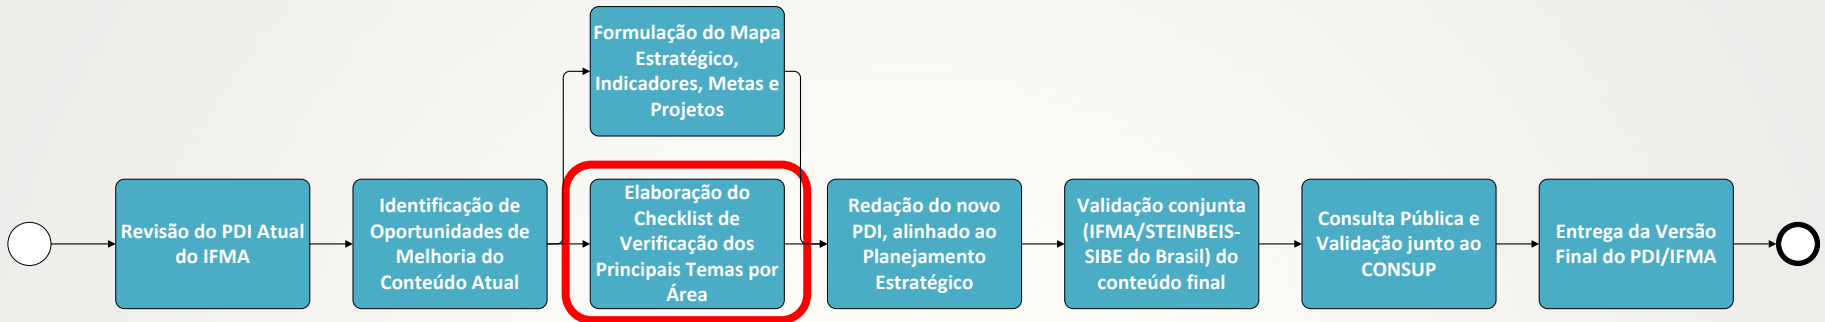 Formulação do Mapa
Estratégico,
Indicadores, Metas e
Projetos
Revisão do PDI Atual
do IFMA
Identificação de
Oportunidades de
Melhoria do
Conteúdo Atual
Elaboração do
Checklist de
Verificação dos
Principais Temas por
Área
Redação do novo
PDI, alinhado ao
Planejamento
Estratégico
Validação conjunta
(IFMA/STEINBEIS-
SIBE do Brasil) do
conteúdo final
Consulta Pública e
Validação junto ao
CONSUP
Entrega da Versão
Final do PDI/IFMA